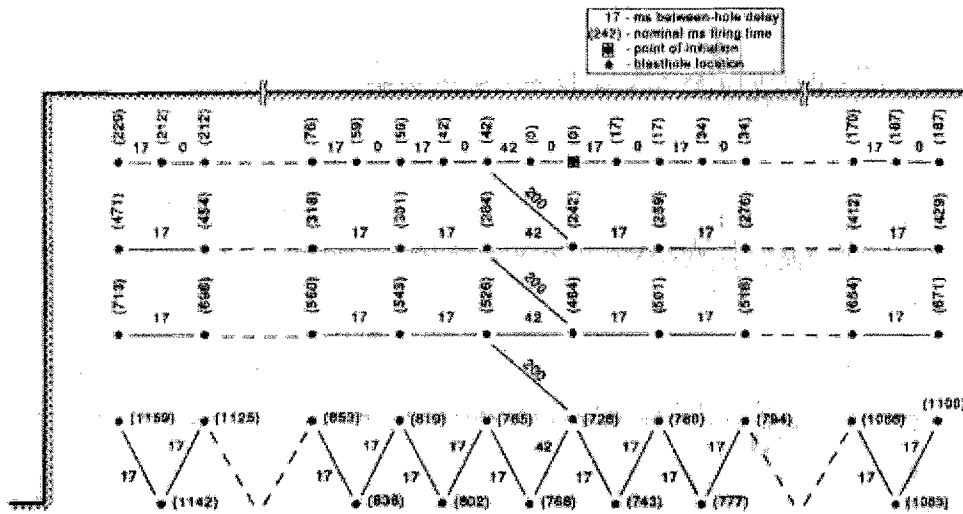 17 - ms between-hole delay
(242) - nominal ms firing time
- point of initiation
- blasthole location
(229) (212) (212) (76) (59) (59) (42) (42) (0) (0) (17) (17) (34) (34) (170) (187) (187)
17 0 17 0 17 0 42 0 17 0 17 0 17 0
200
(471) (454) (318) (301) (284) (242) (259) (276) (412) (429)
17 17 17 42 17 17 17
200
(713) (696) (560) (543) (526) (484) (501) (518) (654) (671)
17 17 17 42 17 17 17
200
(1100)
(1159) (1125) (853) (819) (785) (726) (760) (794) (1066)
17 17 17 42 17 17 17
17 17 17 17 17 17 17
(1142) (836) (802) (768) (743) (777) (1083)